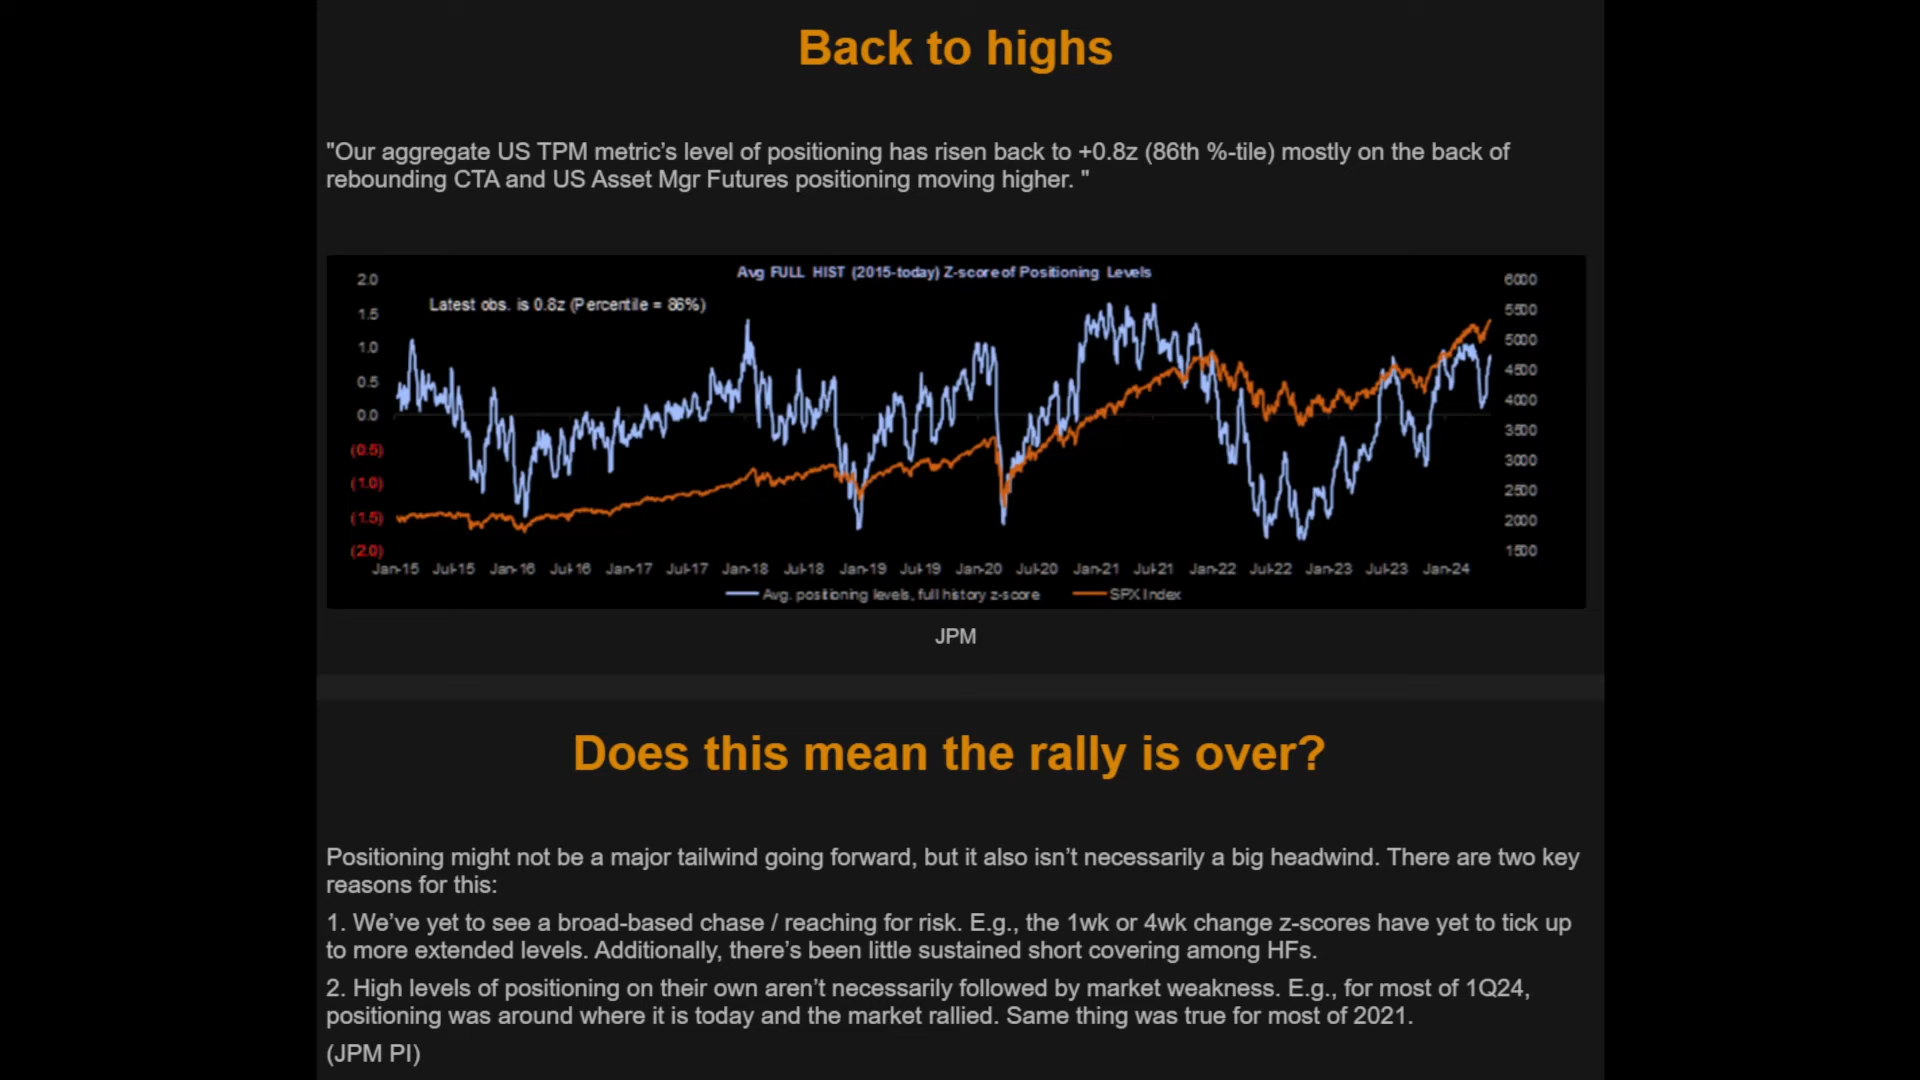 Back to highs
"Our aggregate US TPM metric’s level of positioning has risen back to +0.8z (86th %-tile) mostly on the back of
rebounding CTA and US Asset Mgr Futures positioning moving higher. "
Avg FULL HIST (2015-today) Z-score of Positioning Levels
Latest obs. is 0.8z (Percentile = 86%)
2.0
1.5
1.0
0.5
0.0
(0.5)
(1.0)
(1.5)
(2.0)
6000
5500
5000
4500
4000
3500
3000
2500
2000
1500
Jan-15 Jul-15 Jan-16 Jul-16 Jan-17 Jul-17 Jan-18 Jul-18 Jan-19 Jul-19 Jan-20 Jul-20 Jan-21 Jul-21 Jan-22 Jul-22 Jan-23 Jul-23 Jan-24
Avg. positioning levels, full history z-score SPX Index
JPM
Does this mean the rally is over?
Positioning might not be a major tailwind going forward, but it also isn’t necessarily a big headwind. There are two key
reasons for this:
1. We’ve yet to see a broad-based chase / reaching for risk. E.g., the 1wk or 4wk change z-scores have yet to tick up
to more extended levels. Additionally, there’s been little sustained short covering among HFs.
2. High levels of positioning on their own aren’t necessarily followed by market weakness. E.g., for most of 1Q24,
positioning was around where it is today and the market rallied. Same thing was true for most of 2021.
(JPM PI)